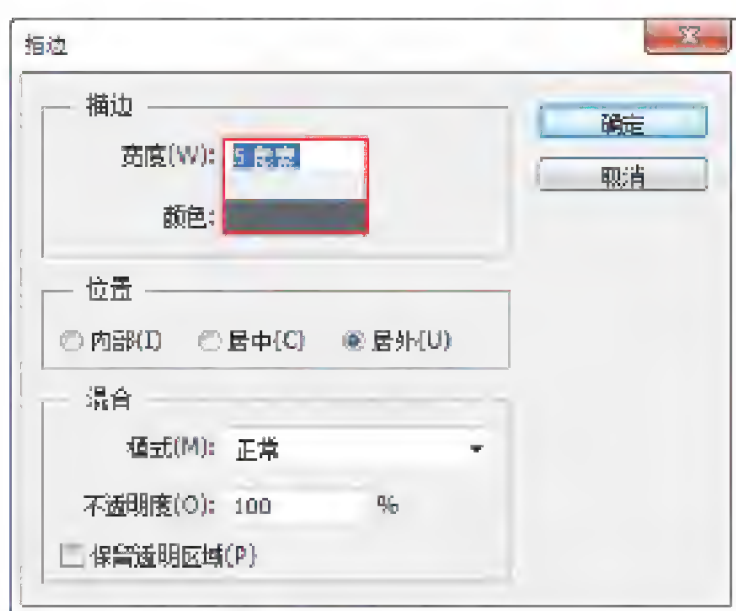 描边
描边
确定
宽度(W): 5 像素
取消
颜色:
位置
内部(I) 居中(C) 居外(U)
混合
模式(M): 正常
不透明度(O): 100 %
保留透明区域(P)